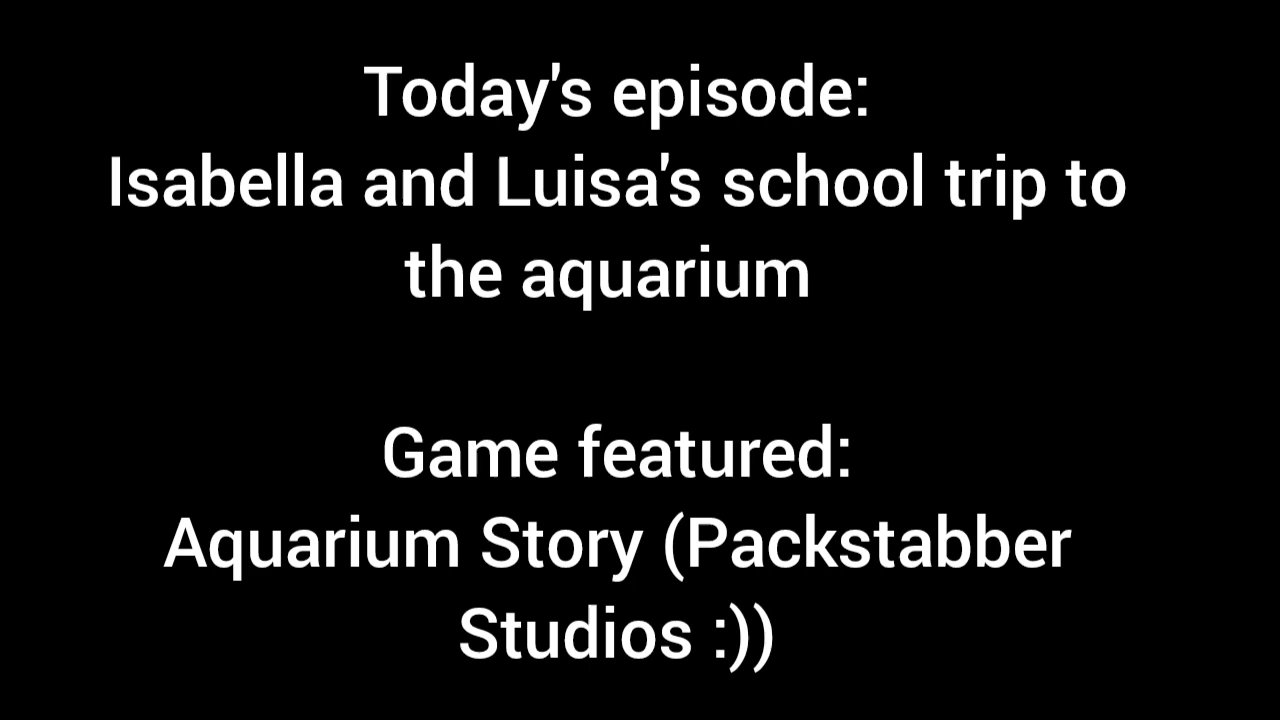 Today's episode:
Isabella and Luisa's school trip to
the aquarium
Game featured:
Aquarium Story (Packstabber
Studios :))